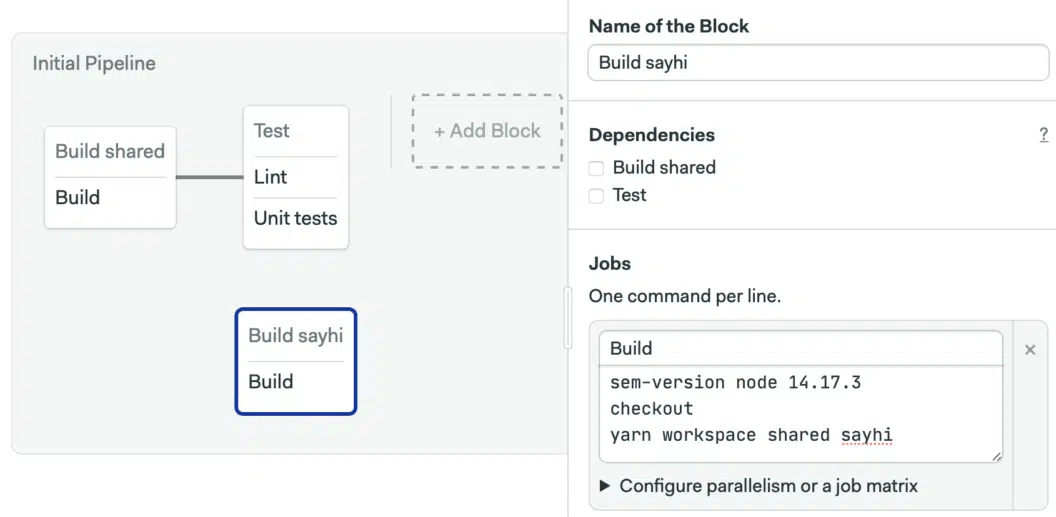 Initial Pipeline
Build shared
Build
Test
Lint
Unit tests
+ Add Block
Build sayhi
Build
Name of the Block
Build sayhi
Dependencies
?
Build shared
Test
Jobs
One command per line.
Build
×
sem-version node 14.17.3
checkout
yarn workspace shared sayhi
▶ Configure parallelism or a job matrix